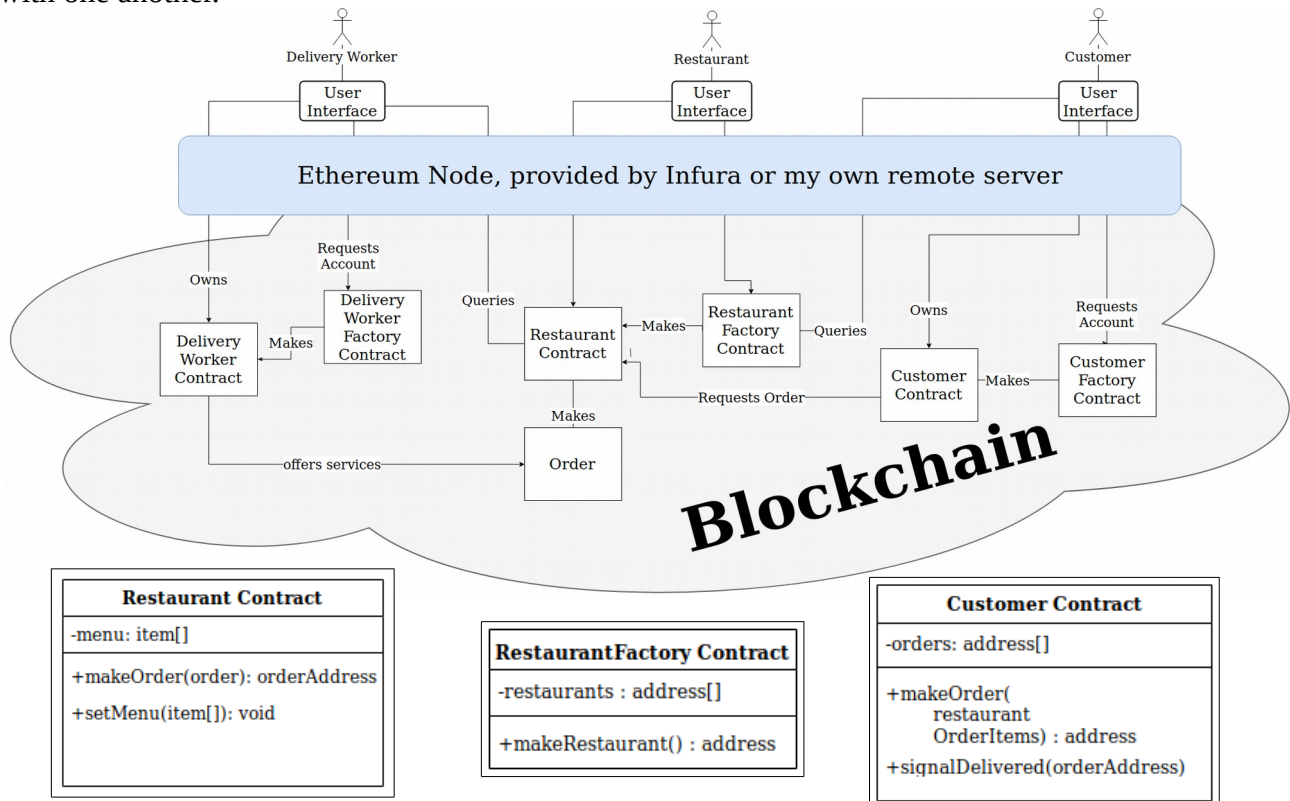 with one another.
Delivery Worker
Restaurant
Customer
User
Interface
User
Interface
User
Interface
Ethereum Node, provided by Infura or my own remote server
Requests
Account
Owns
Queries
Delivery
Worker
Factory
Contract
Makes
Delivery
Worker
Contract
Restaurant
Contract
Makes
Restaurant
Factory
Contract
Queries
Owns
Requests
Account
Customer
Contract
Makes
Customer
Factory
Contract
Requests Order
Makes
offers services
Order
Blockchain
Restaurant Contract
-menu: item[]
+makeOrder(order): orderAddress
+setMenu(item[]): void
RestaurantFactory Contract
-restaurants : address[]
+makeRestaurant() : address
Customer Contract
-orders: address[]
+makeOrder(
restaurant
OrderItems) : address
+signalDelivered(orderAddress)